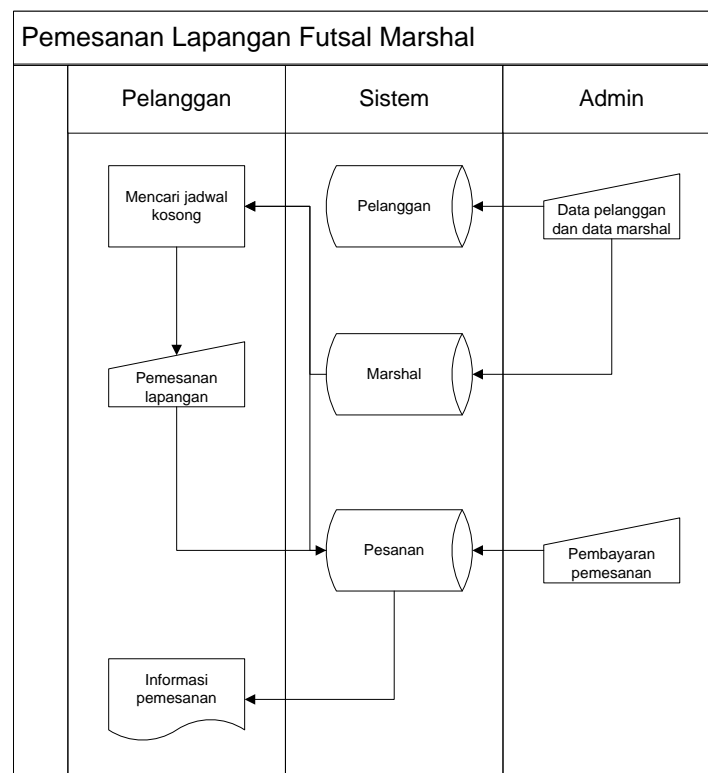 Pemesanan Lapangan Futsal Marshal
Pelanggan
Sistem
Admin
Mencari jadwal
kosong
Pelanggan
Data pelanggan
dan data marshal
Pemesanan
lapangan
Marshal
Pesanan
Pembayaran
pemesanan
Informasi
pemesanan